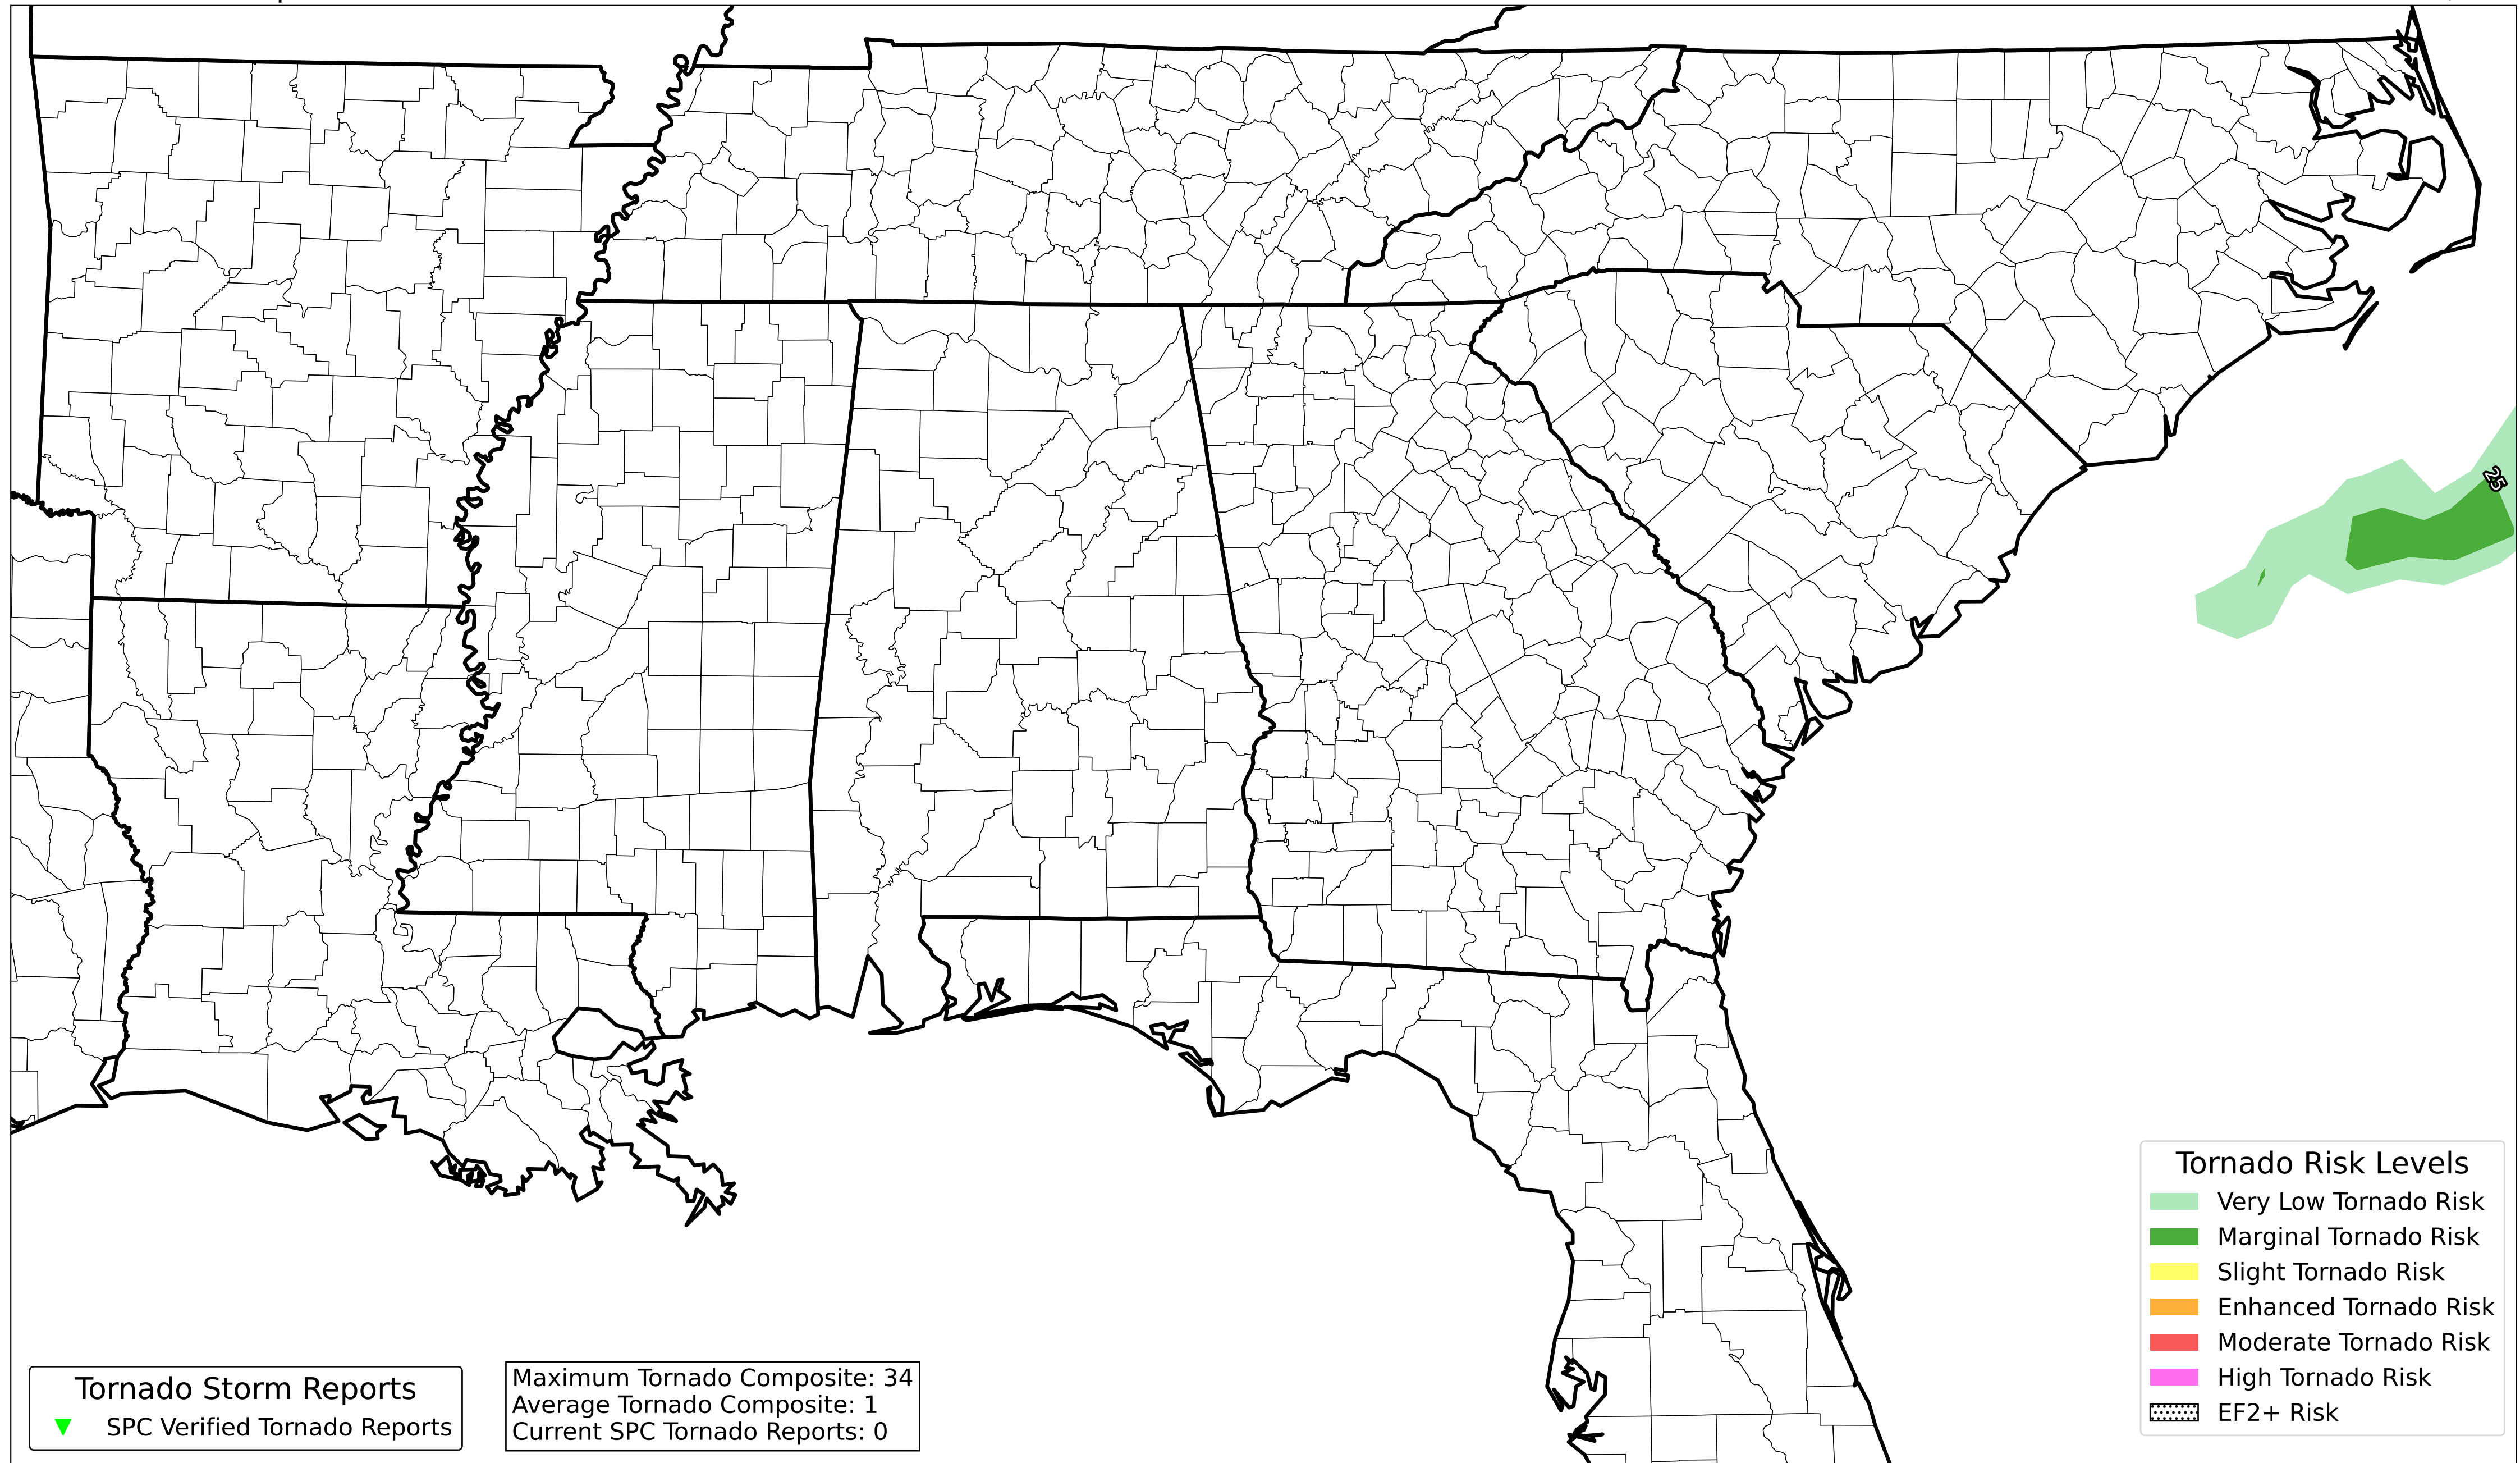 25
Tornado Risk Levels
Very Low Tornado Risk
Marginal Tornado Risk
Slight Tornado Risk
Enhanced Tornado Risk
Moderate Tornado Risk
High Tornado Risk
EF2+ Risk
Tornado Storm Reports
SPC Verified Tornado Reports
Maximum Tornado Composite: 34
Average Tornado Composite: 1
Current SPC Tornado Reports: 0